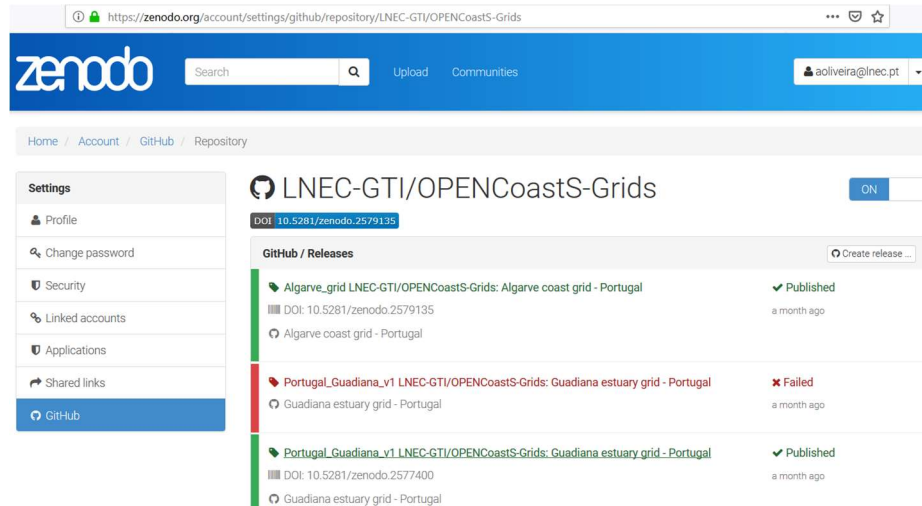 https://zenodo.org/account/settings/github/repository/LNEC-GTI/OPENCoastS-Grids
zenodo Search Upload Communities aoliveira@lnec.pt
Home / Account / GitHub / Repository
Settings
Profile
Change password
Security
Linked accounts
Applications
Shared links
GitHub
LNEC-GTI/OPENCoastS-Grids ON
DOI 10.5281/zenodo.2579135
GitHub / Releases Create release ...
Algarve_grid LNEC-GTI/OPENCoastS-Grids: Algarve coast grid - Portugal Published
DOI: 10.5281/zenodo.2579135 a month ago
Algarve coast grid - Portugal
Portugal_Guadiana_v1 LNEC-GTI/OPENCoastS-Grids: Guadiana estuary grid - Portugal Failed
Guadiana estuary grid - Portugal a month ago
Portugal_Guadiana_v1 LNEC-GTI/OPENCoastS-Grids: Guadiana estuary grid - Portugal Published
DOI: 10.5281/zenodo.2577400 a month ago
Guadiana estuary grid - Portugal